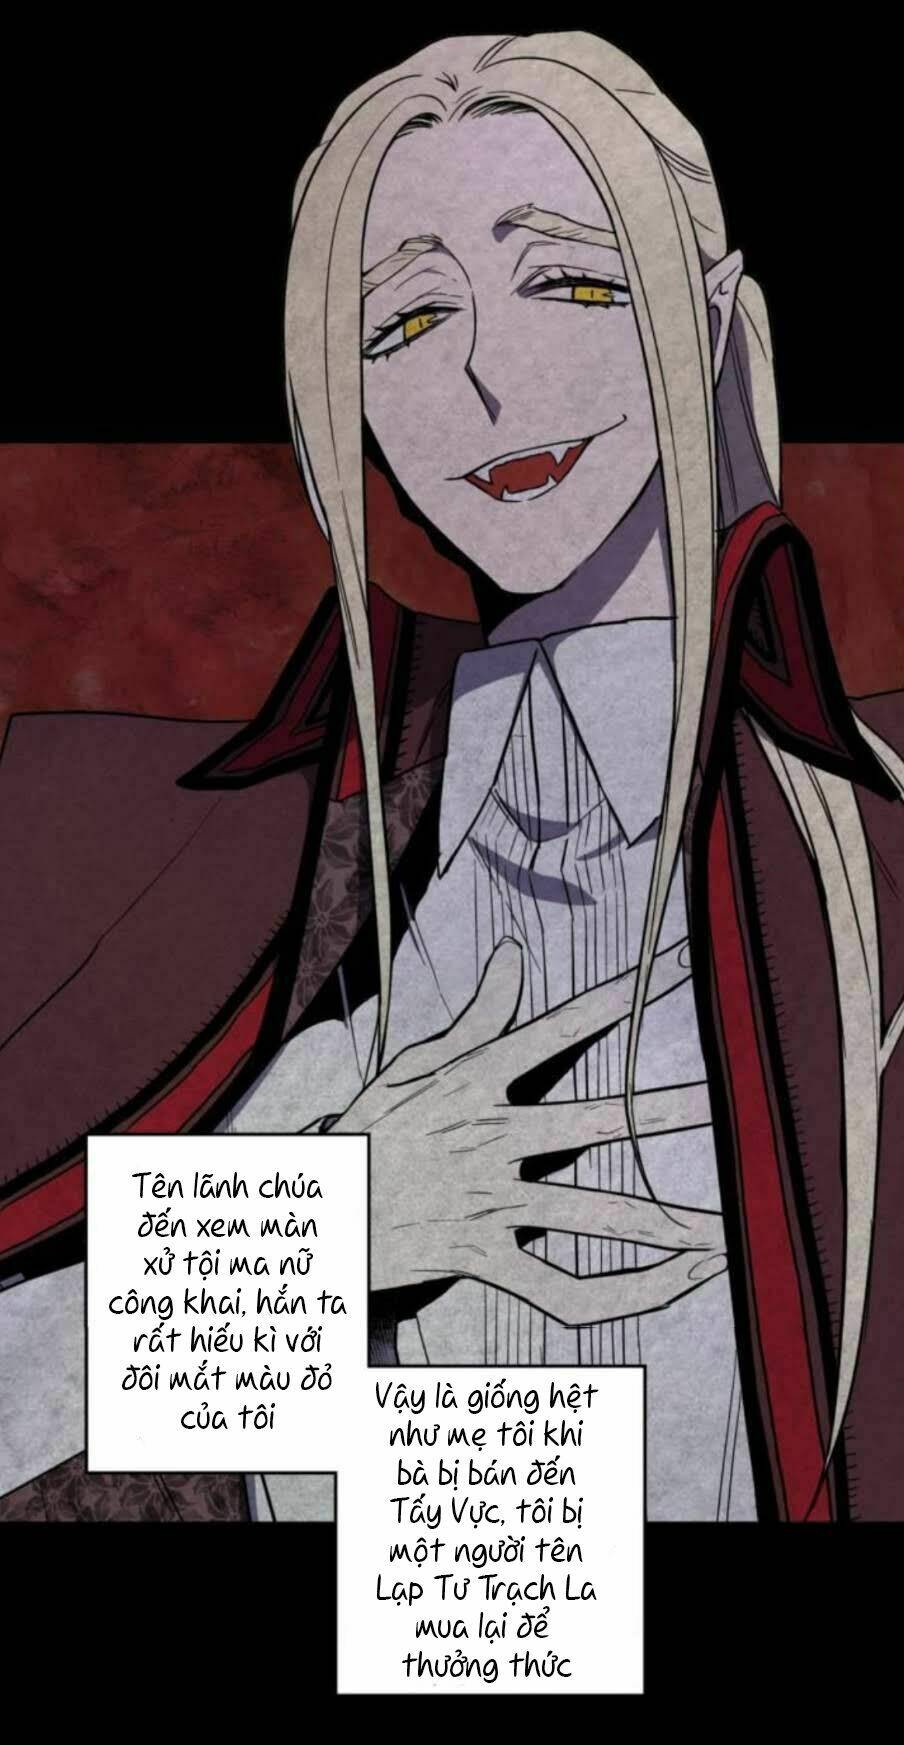 Tên lãnh chúa
đến xem màn
xử tội ma nữ
công khai, hắn ta
rất hiếu kì với
đôi mắt màu đỏ
của tôi
Vậy là giống hệt
như mẹ tôi khi
bà bị bán đến
Tấy Vực, tôi bị
một người tên
Lạp Tư Trạch La
mua lại để
thưởng thức